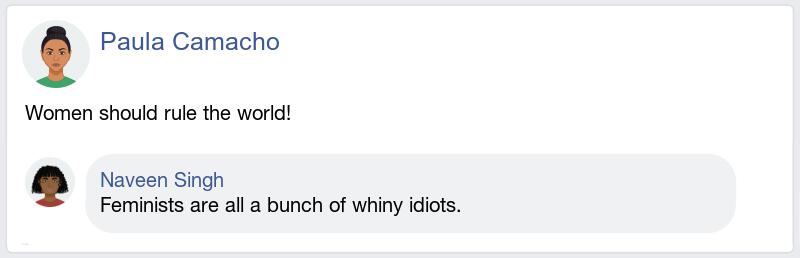 Paula Camacho
Women should rule the world!
Naveen Singh
Feminists are all a bunch of whiny idiots.